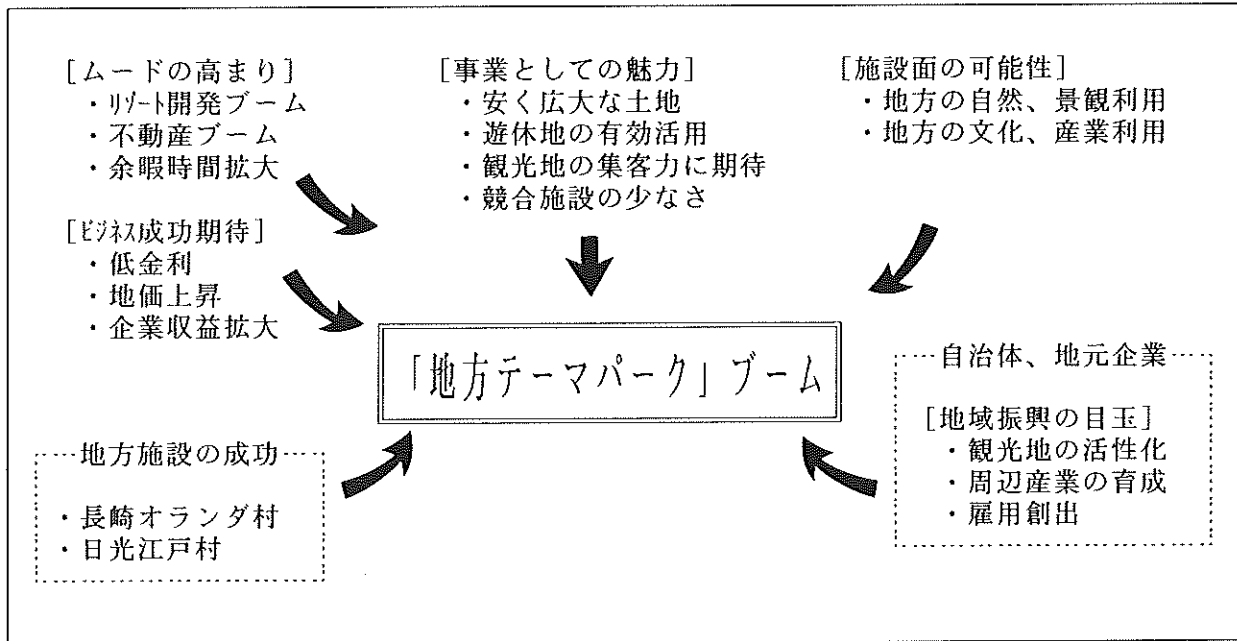 [ムードの高まり]
・リゾート開発ブーム
・不動産ブーム
・余暇時間拡大
[ビジネス成功期待]
・低金利
・地価上昇
・企業収益拡大
[事業としての魅力]
・安く広大な土地
・遊休地の有効活用
・観光地の集客力に期待
・競合施設の少なさ
[施設面の可能性]
・地方の自然、景観利用
・地方の文化、産業利用
「地方テーマパーク」ブーム
地方施設の成功
・長崎オランダ村
・日光江戸村
自治体、地元企業
[地域振興の目玉]
・観光地の活性化
・周辺産業の育成
・雇用創出